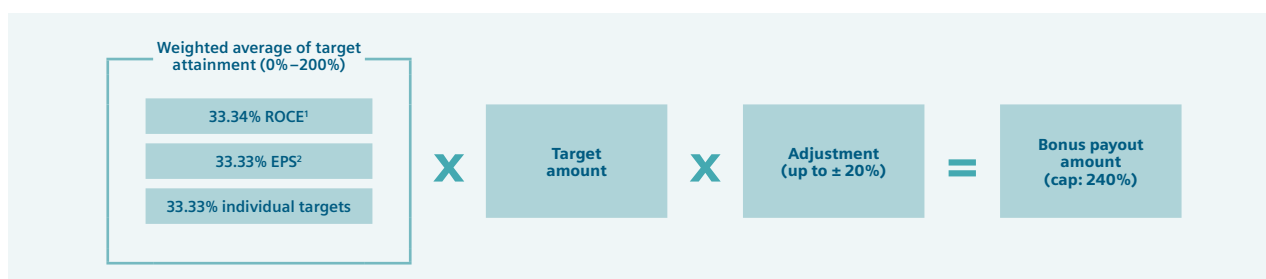 Weighted average of target
attainment (0%–200%)
33.34% ROCE¹
33.33% EPS²
33.33% individual targets
x
Target
amount
x
Adjustment
(up to ± 20%)
=
Bonus payout
amount
(cap: 240%)